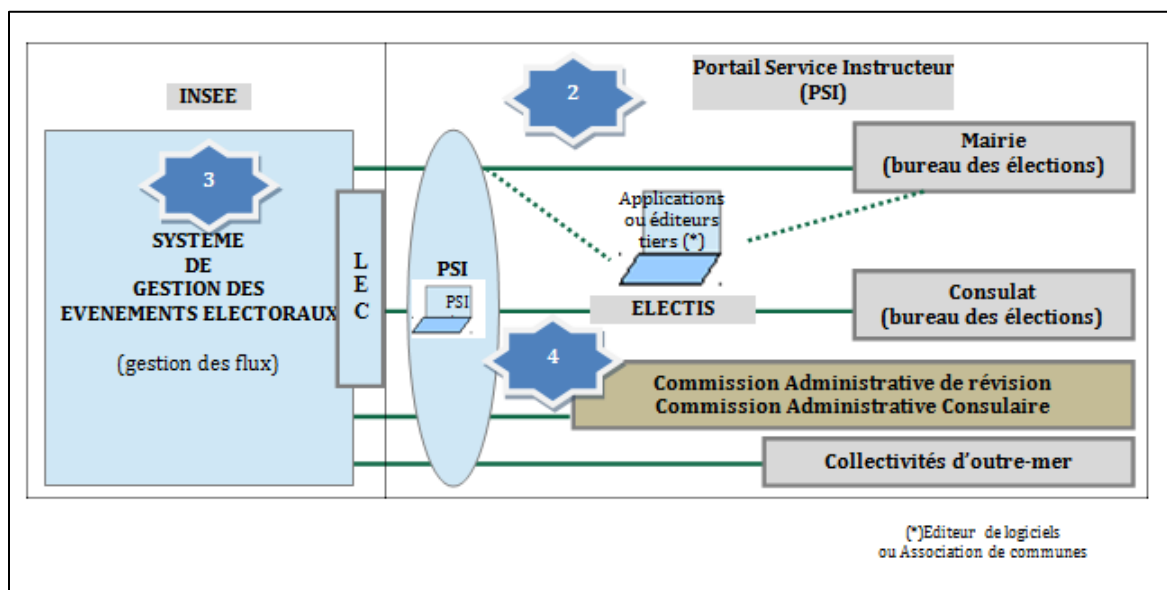 INSEE
3
SYSTÈME
DE
GESTION DES
EVENEMENTS ELECTORAUX
(gestion des flux)
L
E
C
2
Portail Service Instructeur
(PSI)
PSI
PSI
Applications
ou éditeurs
tiers (*)
ELECTIS
Mairie
(bureau des élections)
Consulat
(bureau des élections)
4
Commission Administrative de révision
Commission Administrative Consulaire
Collectivités d'outre-mer
(*)Editeur de logiciels
ou Association de communes